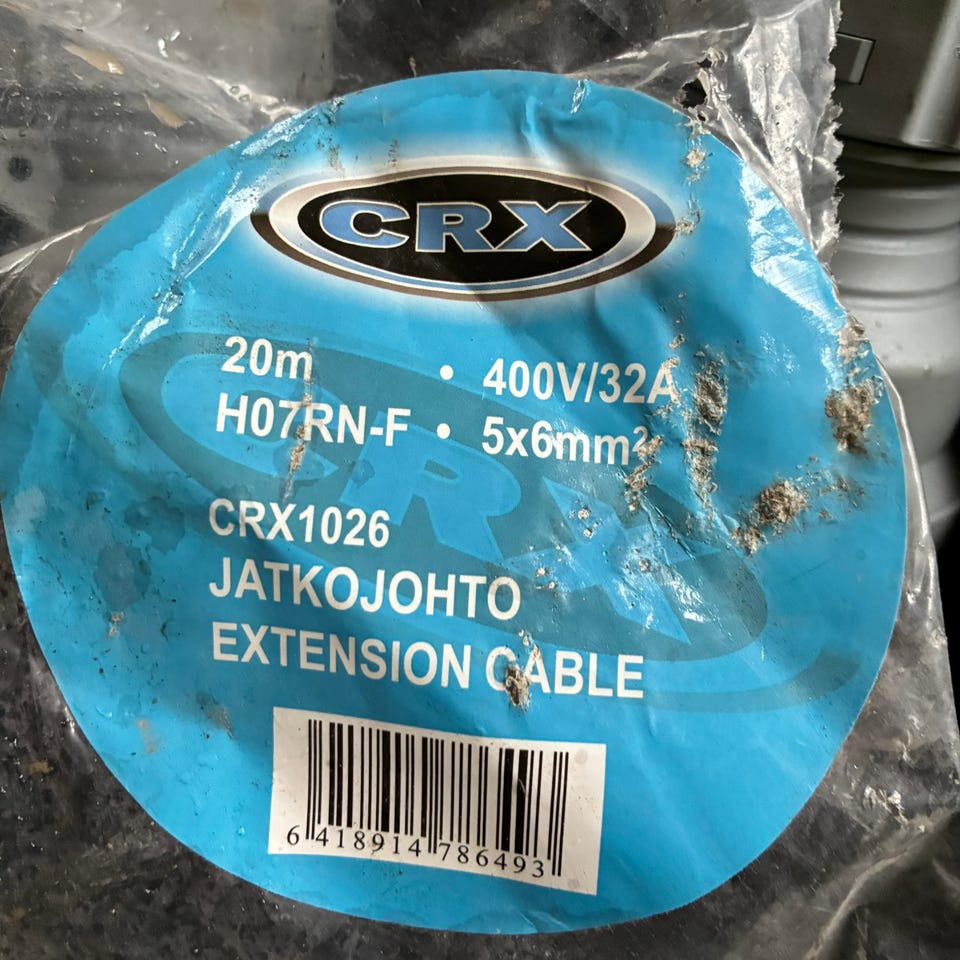 CRX
20m • 400V/32A
H07RN-F • 5x6mm²
CRX1026
JATKOJOHTO
EXTENSION CABLE
6 418914 786493